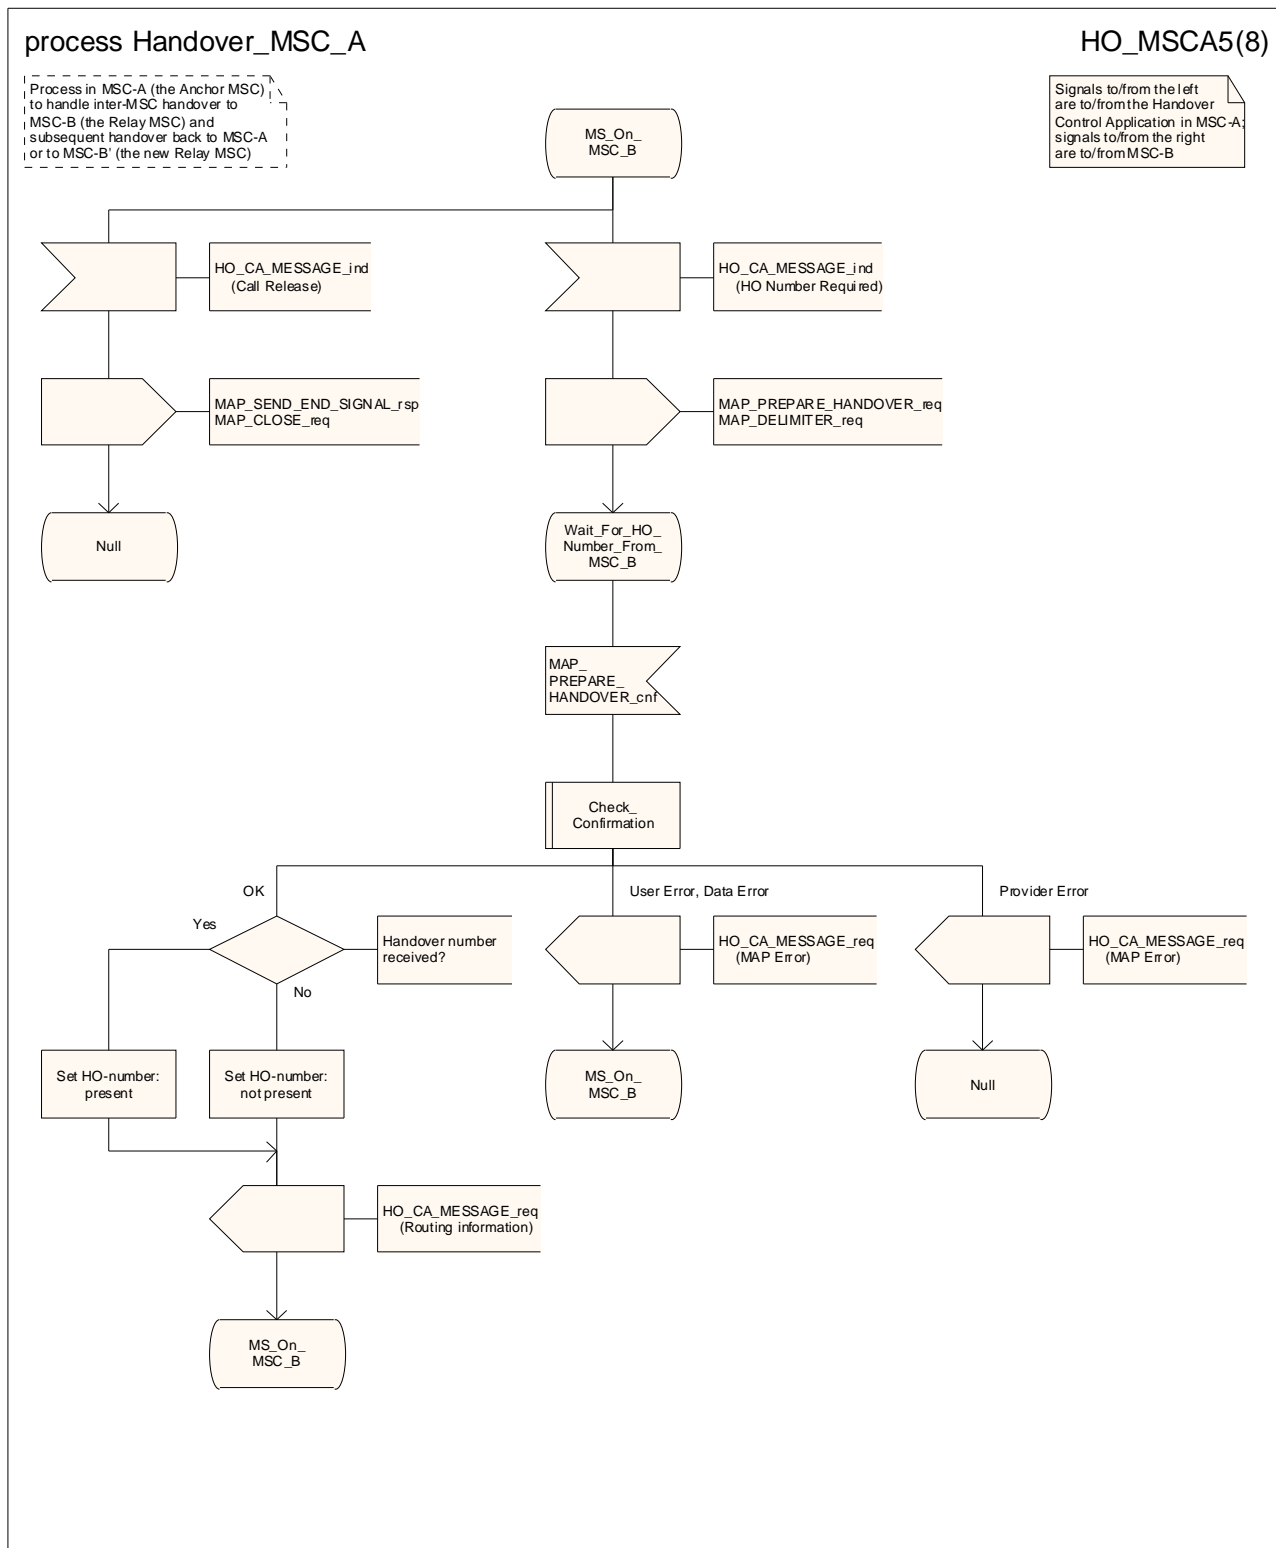 process Handover_MSC_A
HO_MSCA5(8)
Process in MSC-A (the Anchor MSC)
to handle inter-MSC handover to
MSC-B (the Relay MSC) and
subsequent handover back to MSC-A
or to MSC-B' (the new Relay MSC)
Signals to/from the left
are to/from the Handover
Control Application in MSC-A;
signals to/from the right
are to/from MSC-B
MS_On_
MSC_B
HO_CA_MESSAGE_ind
(Call Release)
HO_CA_MESSAGE_ind
(HO Number Required)
MAP_SEND_END_SIGNAL_rsp
MAP_CLOSE_req
MAP_PREPARE_HANDOVER_req
MAP_DELIMITER_req
Null
Wait_For_HO_
Number_From_
MSC_B
MAP_
PREPARE_
HANDOVER_cnf
Check_
Confirmation
OK
User Error, Data Error
Provider Error
Yes
Handover number
received?
HO_CA_MESSAGE_req
(MAP Error)
HO_CA_MESSAGE_req
(MAP Error)
No
Set HO-number:
present
Set HO-number:
not present
MS_On_
MSC_B
Null
HO_CA_MESSAGE_req
(Routing information)
MS_On_
MSC_B